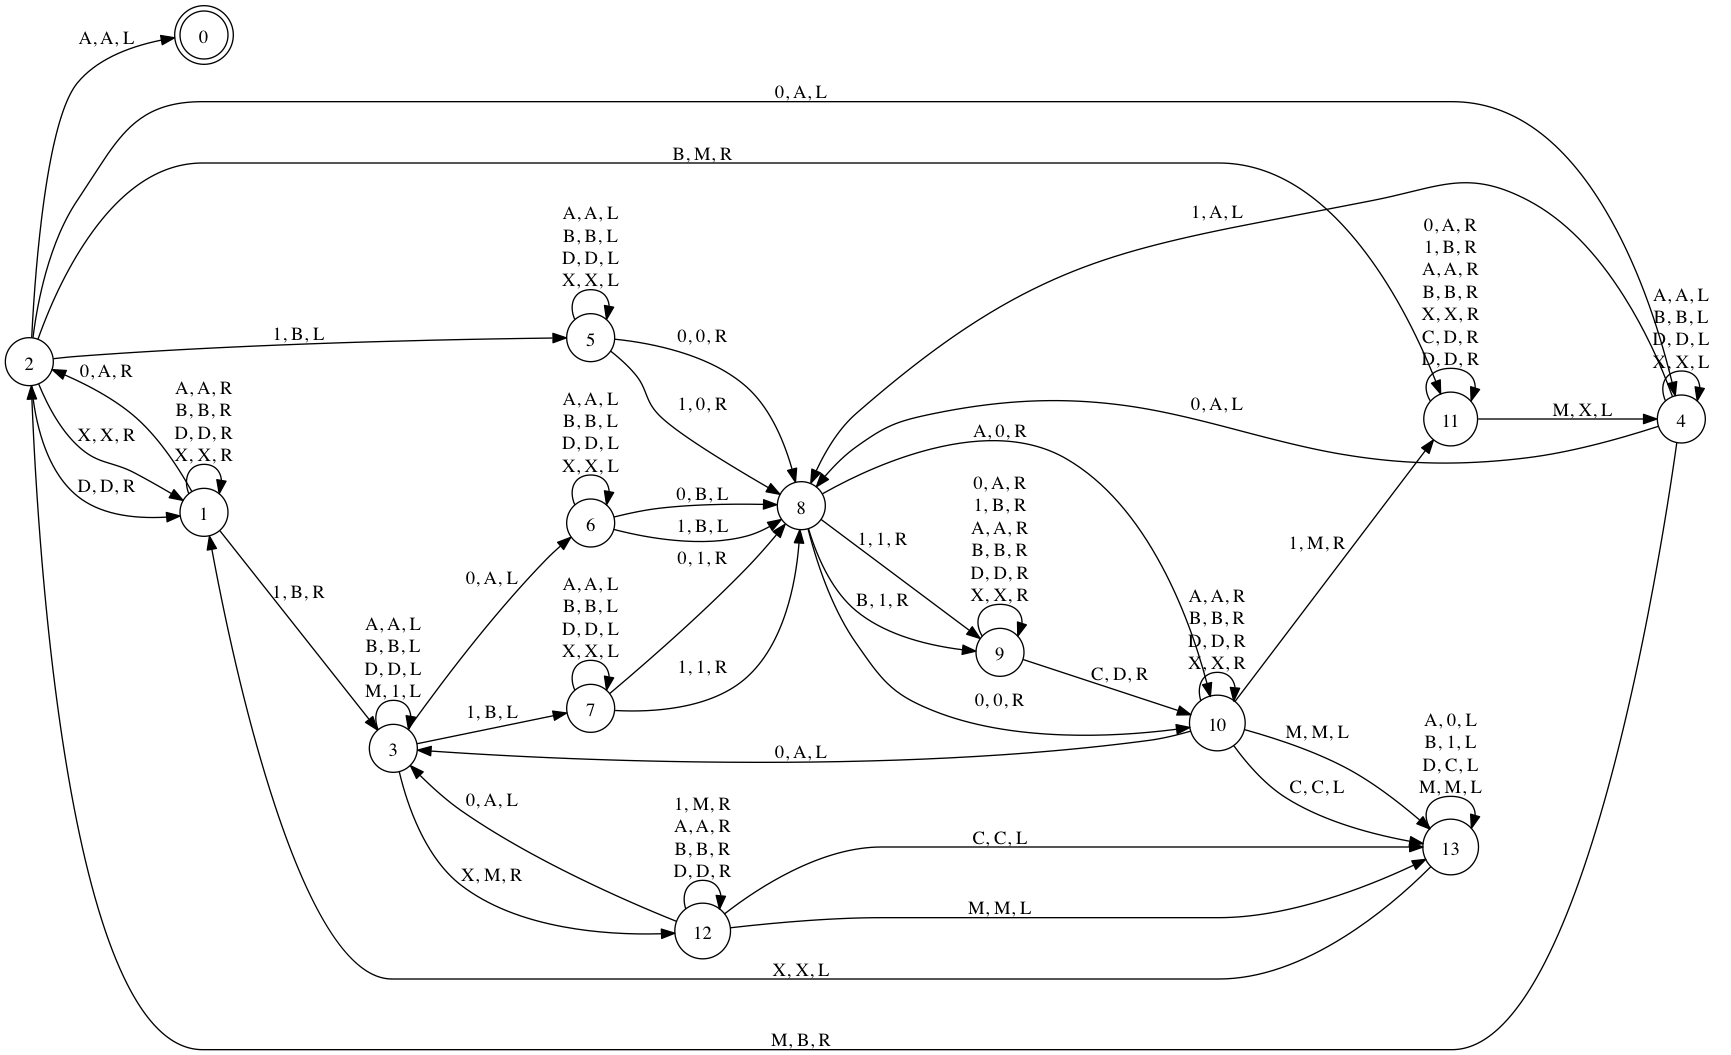 0
A, A, L
0, A, L
B, M, R
1, A, L
A, A, L
B, B, L
D, D, L
X, X, L
0, A, R
1, B, R
A, A, R
B, B, R
X, X, R
C, D, R
D, D, R
A, A, L
B, B, L
D, D, L
X, X, L
1, B, L
5
0, 0, R
2
0, A, R
A, A, R
B, B, R
D, D, R
X, X, R
1, 0, R
0, A, L
11
M, X, L
4
X, X, R
A, A, L
B, B, L
D, D, L
X, X, L
A, 0, R
D, D, R
1
6
0, B, L
1, B, L
8
0, A, R
1, B, R
A, A, R
B, B, R
D, D, R
X, X, R
1, 1, R
1, M, R
0, A, L
0, 1, R
A, A, L
B, B, L
D, D, L
X, X, L
1, B, R
B, 1, R
A, A, R
B, B, R
D, D, R
X, X, R
A, A, L
B, B, L
D, D, L
M, 1, L
9
1, 1, R
C, D, R
0, 0, R
1, B, L
7
10
3
0, A, L
M, M, L
A, 0, L
B, 1, L
D, C, L
M, M, L
C, C, L
0, A, L
1, M, R
A, A, R
B, B, R
D, D, R
C, C, L
13
X, M, R
12
M, M, L
X, X, L
M, B, R